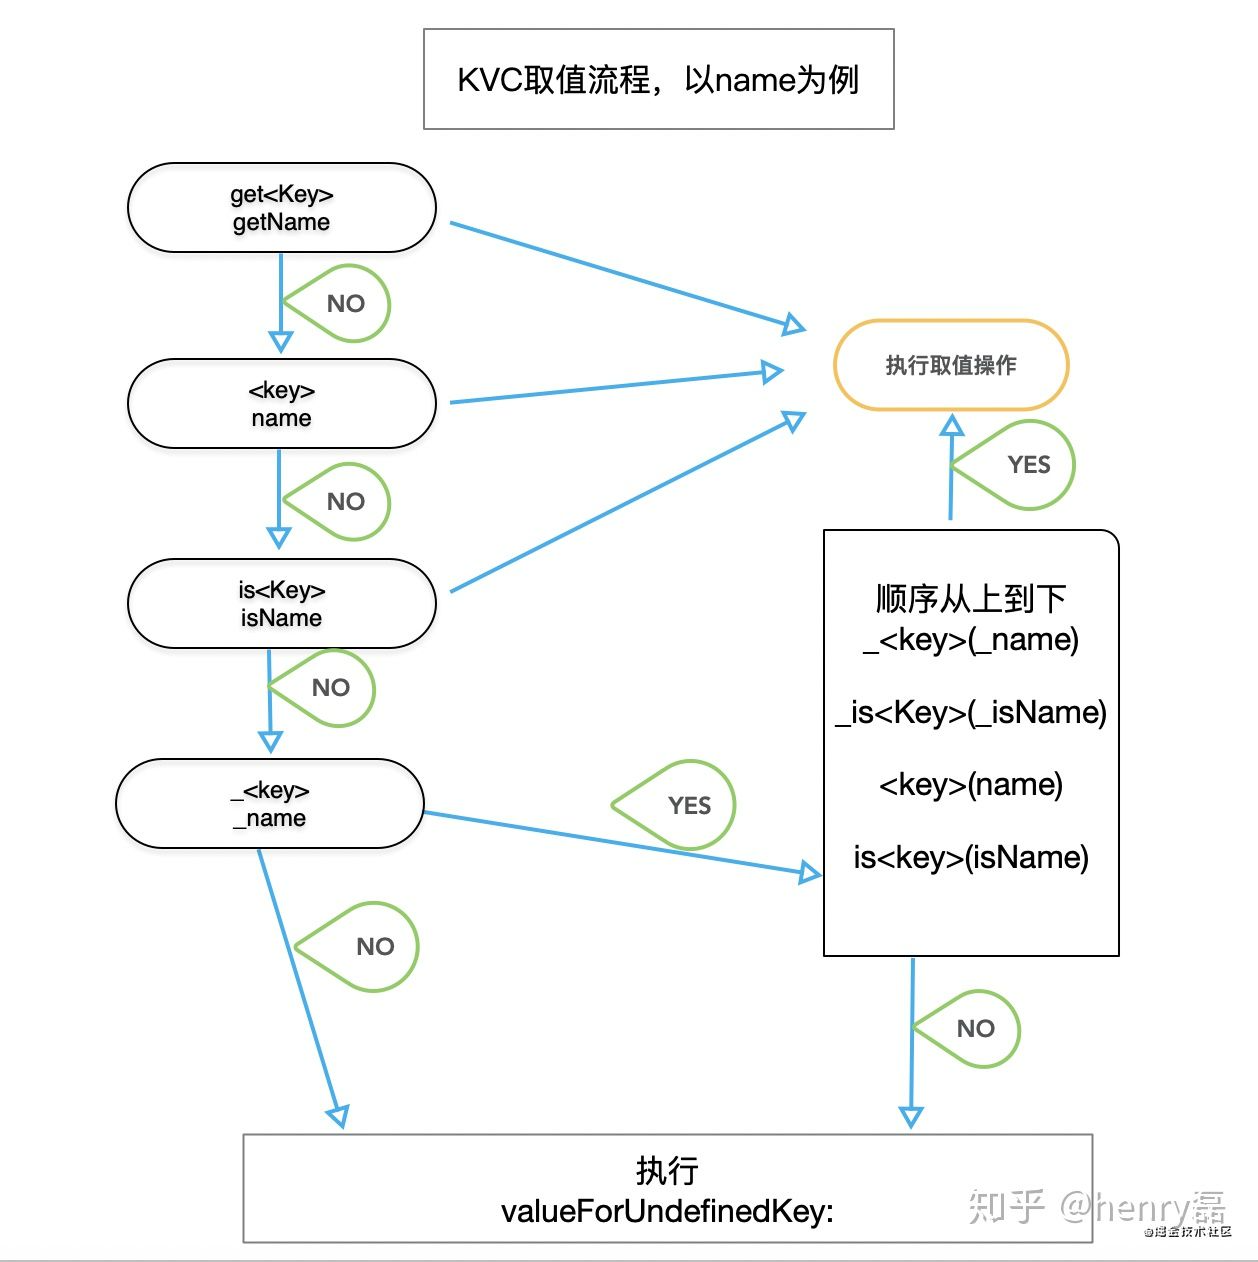 KVC取值流程，以name为例
get<Key>
getName
NO
<key>
name
NO
is<Key>
isName
NO
_<key>
_name
YES
NO
执行取值操作
YES
顺序从上到下
_<key>(_name)
_is<Key>(_isName)
<key>(name)
is<key>(isName)
NO
执行
valueForUndefinedKey:
知乎 @henry磊
@掘金技术社区